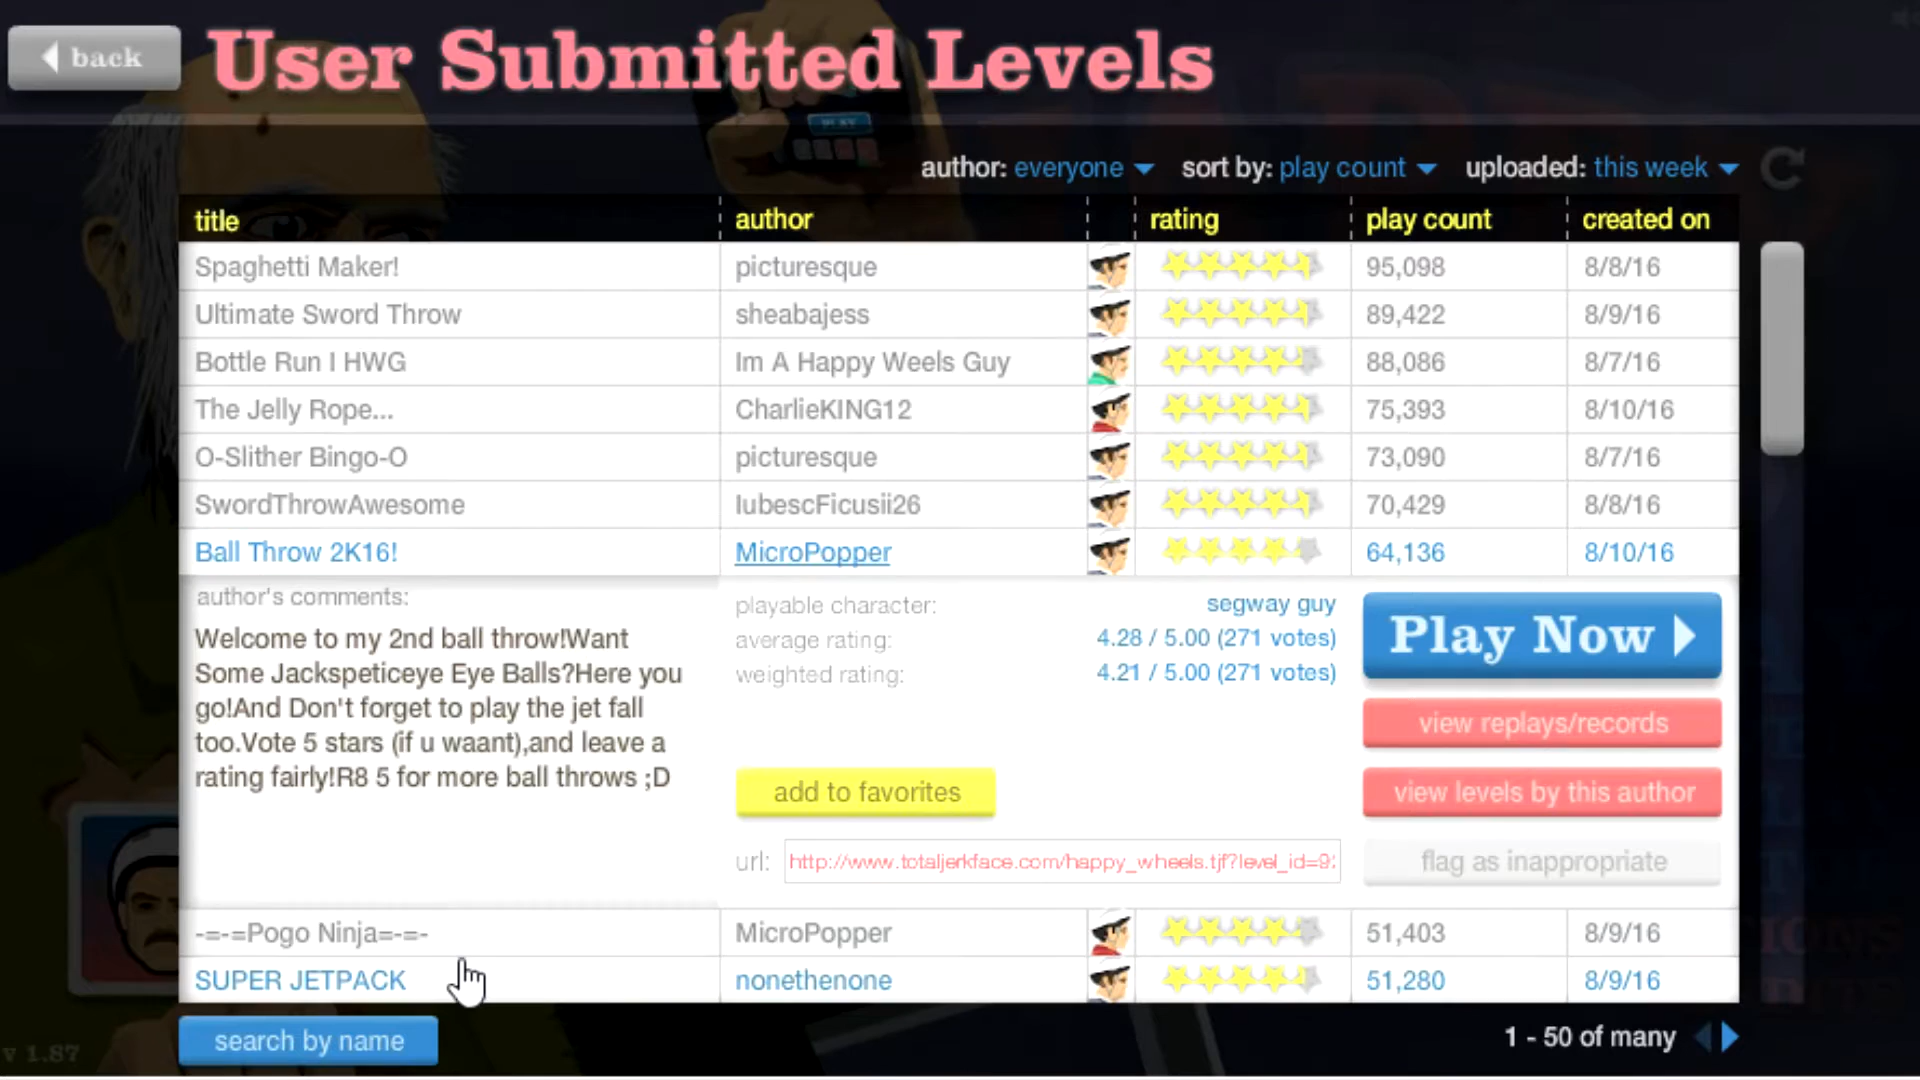 back
User Submitted Levels
PLAY
author: everyone sort by: play count uploaded: this week
title author rating play count created on
Spaghetti Maker! picturesque 95,098 8/8/16
Ultimate Sword Throw sheabajess 89,422 8/9/16
Bottle Run I HWG Im A Happy Weels Guy 88,086 8/7/16
The Jelly Rope... CharlieKING12 75,393 8/10/16
O-Slither Bingo-O picturesque 73,090 8/7/16
SwordThrowAwesome IubescFicusii26 70,429 8/8/16
Ball Throw 2K16! MicroPopper 64,136 8/10/16
author's comments:
Welcome to my 2nd ball throw!Want
Some Jackspeticeye Eye Balls?Here you
go!And Don't forget to play the jet fall
too.Vote 5 stars (if u waant),and leave a
rating fairly!R8 5 for more ball throws ;D
playable character: segway guy
average rating: 4.28 / 5.00 (271 votes)
weighted rating: 4.21 / 5.00 (271 votes)
add to favorites
url: http://www.totaljerkface.com/happy_wheels.tjf?level_id=9
Play Now
view replays/records
view levels by this author
flag as inappropriate
-=-=Pogo Ninja=-=- MicroPopper 51,403 8/9/16
SUPER JETPACK nonethenone 51,280 8/9/16
search by name
1 - 50 of many
v 1.87